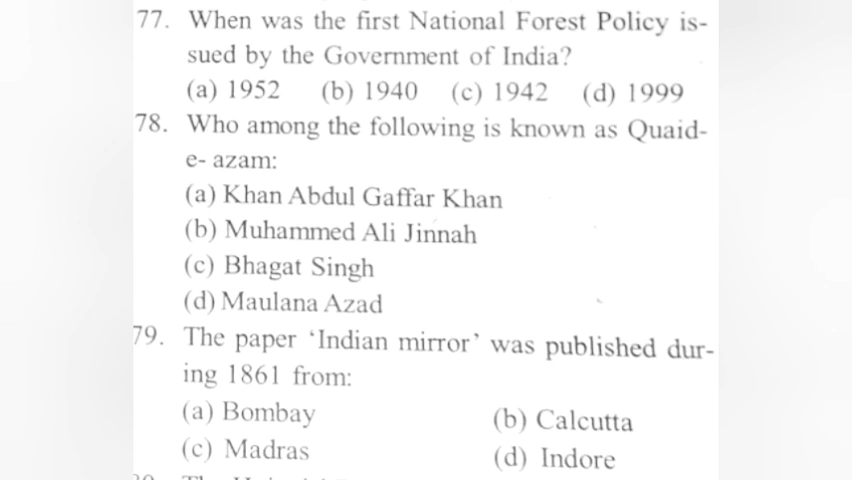 77. When was the first National Forest Policy is-
sued by the Government of India?
(a) 1952 (b) 1940 (c) 1942 (d) 1999
78. Who among the following is known as Quaid-
e- azam:
(a) Khan Abdul Gaffar Khan
(b) Muhammed Ali Jinnah
(c) Bhagat Singh
(d) Maulana Azad
79. The paper ‘Indian mirror’ was published dur-
ing 1861 from:
(a) Bombay (b) Calcutta
(c) Madras (d) Indore